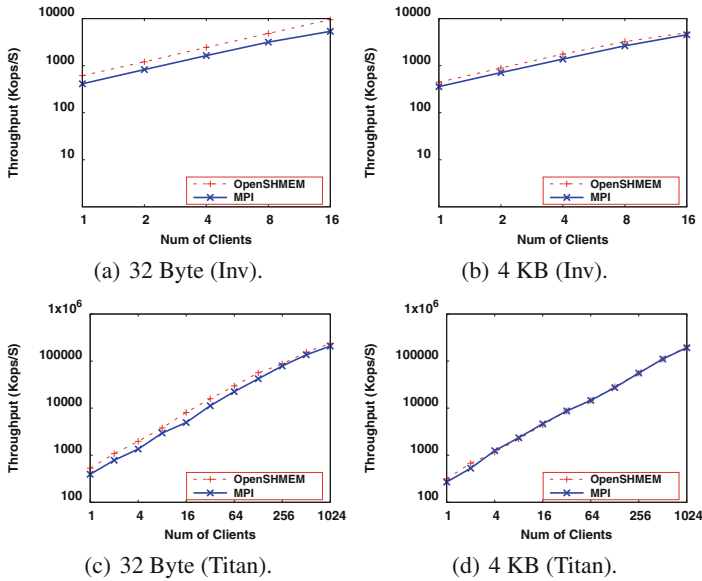 10000
1000
100
10
Throughput (Kops/S)
OpenSHMEM
MPI
1 2 4 8 16
Num of Clients
(a) 32 Byte (Inv).
10000
1000
100
10
Throughput (Kops/S)
OpenSHMEM
MPI
1 2 4 8 16
Num of Clients
(b) 4 KB (Inv).
1x10^6
100000
10000
1000
100
Throughput (Kops/S)
OpenSHMEM
MPI
1 4 16 64 256 1024
Num of Clients
(c) 32 Byte (Titan).
1x10^6
100000
10000
1000
100
Throughput (Kops/S)
OpenSHMEM
MPI
1 4 16 64 256 1024
Num of Clients
(d) 4 KB (Titan).